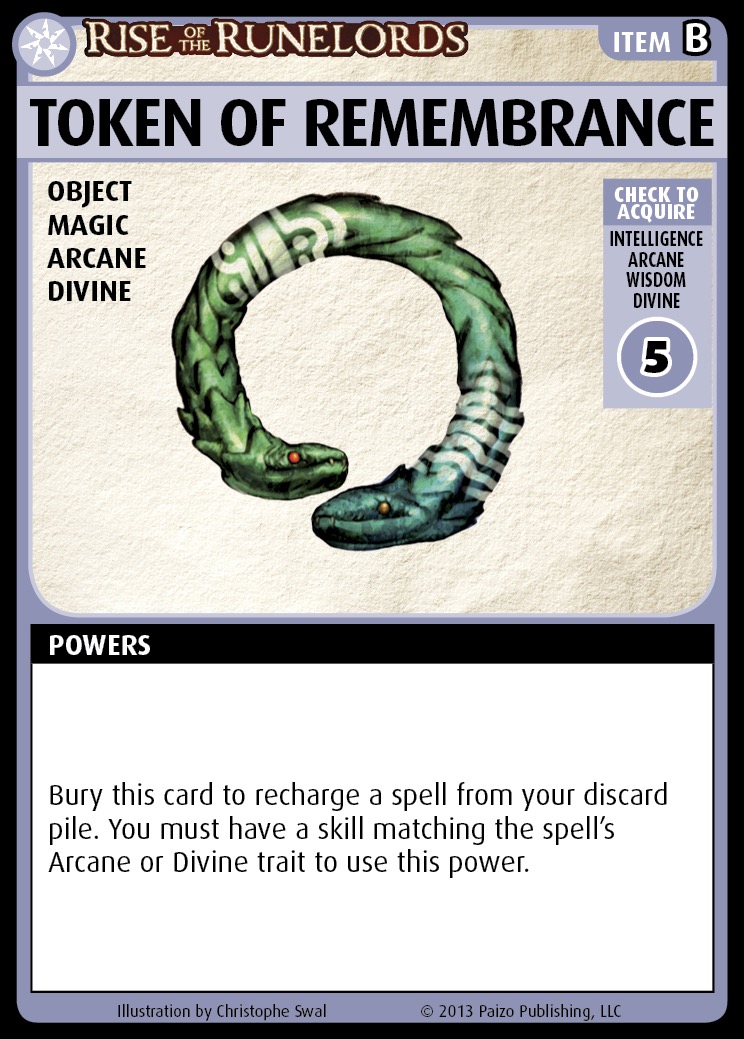 RISE OF THE RUNELORDS
ITEM B
TOKEN OF REMEMBRANCE
OBJECT
MAGIC
ARCANE
DIVINE
CHECK TO
ACQUIRE
INTELLIGENCE
ARCANE
WISDOM
DIVINE
5
POWERS
Bury this card to recharge a spell from your discard
pile. You must have a skill matching the spell’s
Arcane or Divine trait to use this power.
Illustration by Christophe Swal
© 2013 Paizo Publishing, LLC